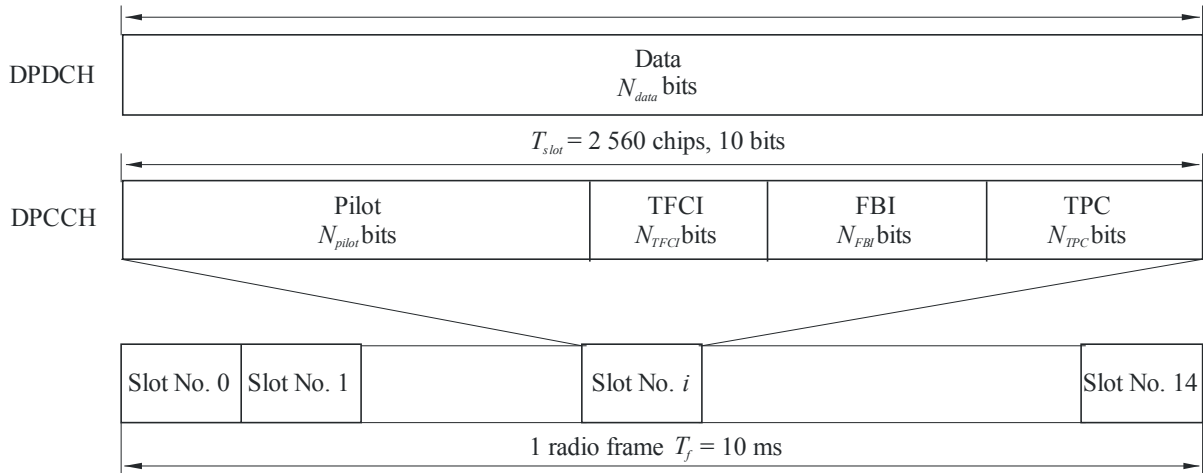 Data
DPDCH
N_data bits
T_slot = 2 560 chips, 10 bits
Pilot TFCI FBI TPC
DPCCH
N_pilot bits N_TFCI bits N_FBI bits N_TPC bits
Slot No. 0 Slot No. 1 Slot No. i Slot No. 14
1 radio frame T_f = 10 ms